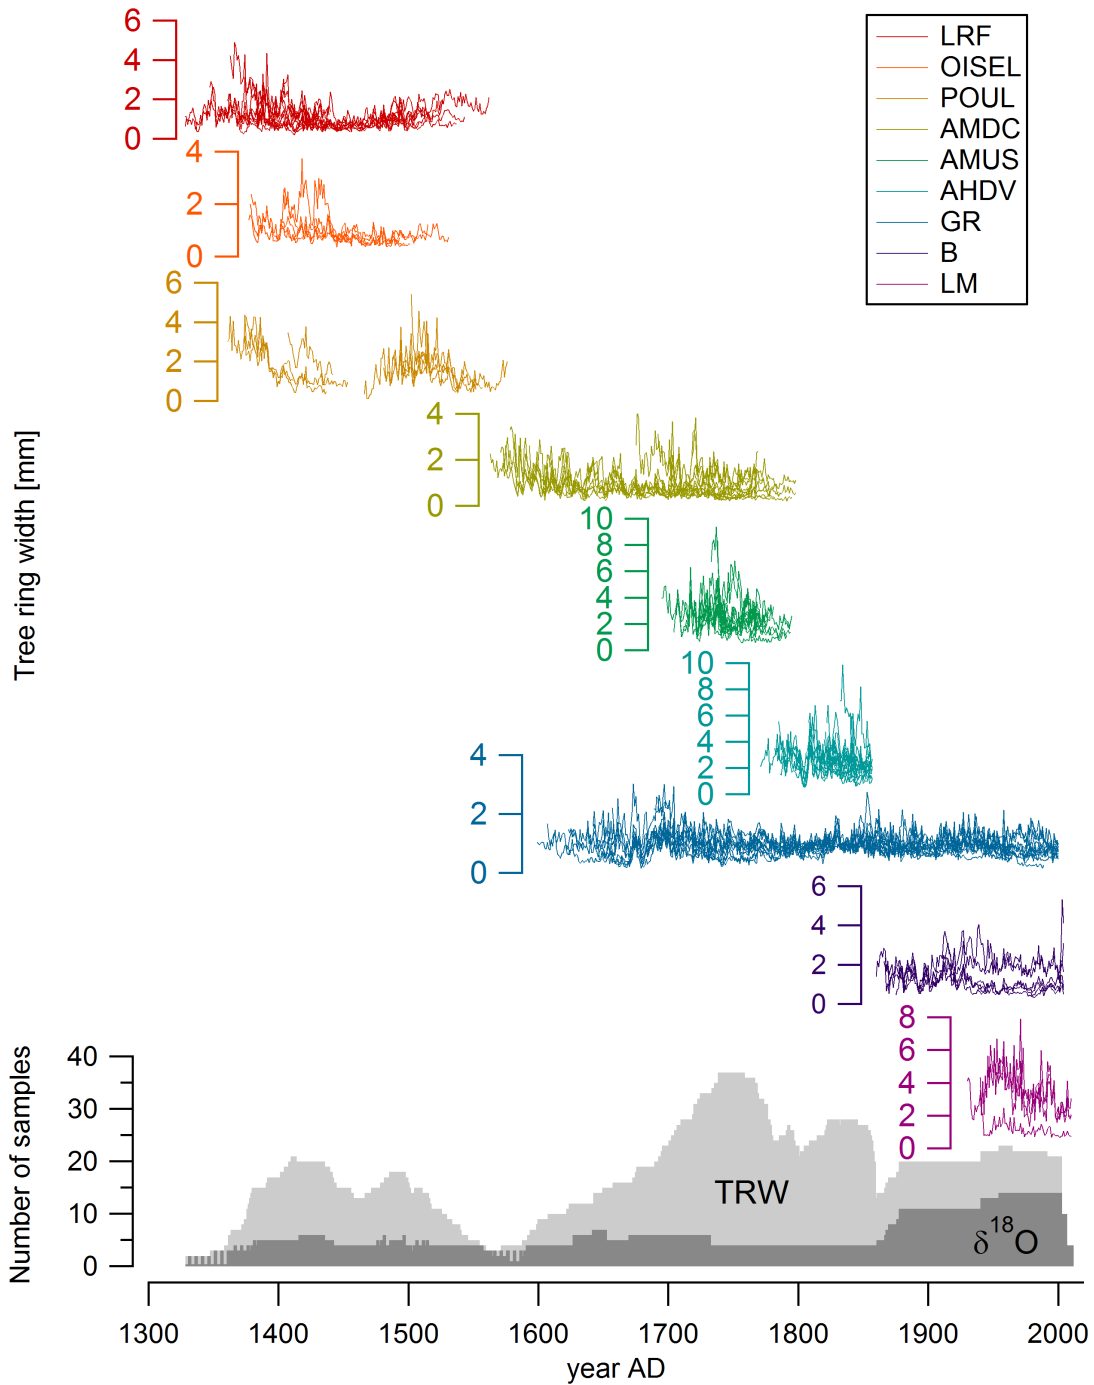 6
4
2
0
LRF
OISEL
POUL
AMDC
AMUS
AHDV
GR
B
LM
4
2
0
6
4
2
0
4
2
0
10
8
6
4
2
0
10
8
6
4
2
0
4
2
0
6
4
2
0
8
6
4
2
0
Tree ring width [mm]
Number of samples
40
30
20
10
0
TRW
δ¹⁸O
1300 1400 1500 1600 1700 1800 1900 2000
year AD